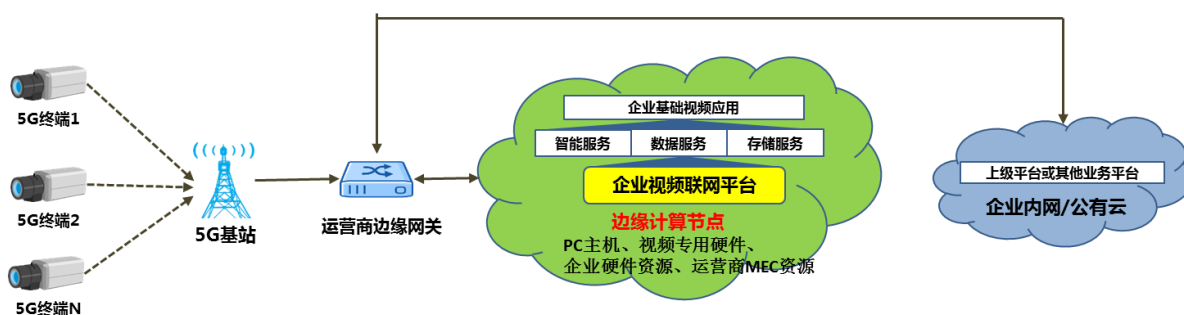 5G终端1
5G终端2
5G终端N
5G基站
运营商边缘网关
企业基础视频应用
智能服务
数据服务
存储服务
企业视频联网平台
边缘计算节点
PC主机、视频专用硬件、
企业硬件资源、运营商MEC资源
上级平台或其他业务平台
企业内网/公有云